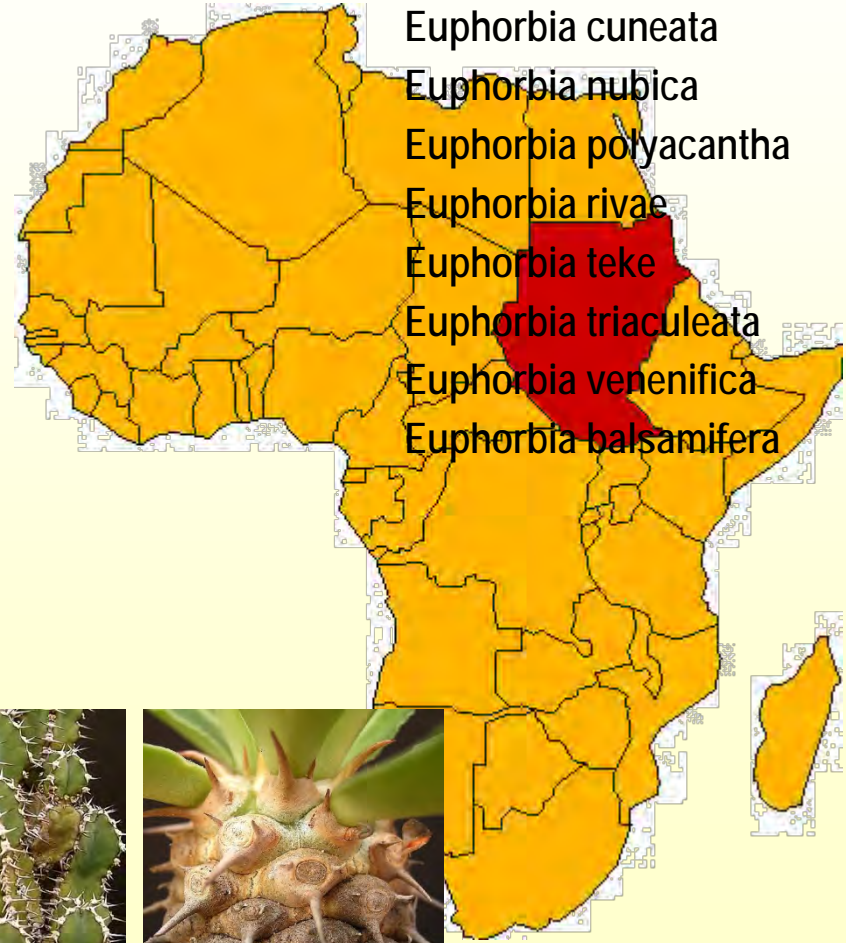 Euphorbia cuneata
Euphorbia nubica
Euphorbia polyacantha
Euphorbia rivae
Euphorbia teke
Euphorbia triaculeata
Euphorbia venenifica
Euphorbia balsamifera